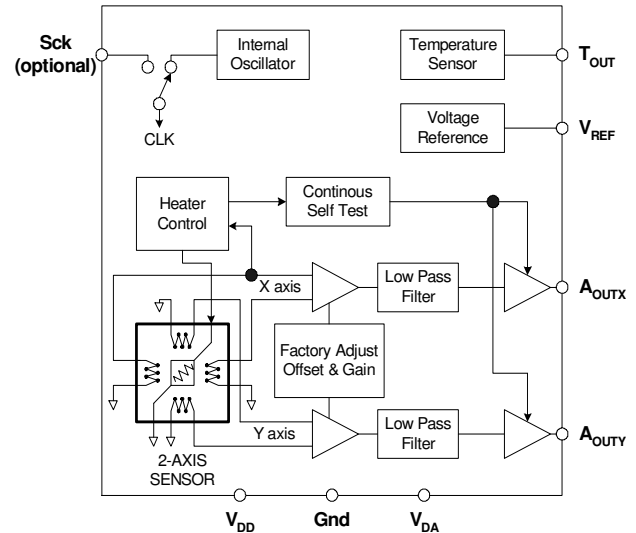 Sck
(optional)
Internal
Oscillator
CLK
Temperature
Sensor
TOUT
Voltage
Reference
VREF
Heater
Control
Continous
Self Test
X axis
Low Pass
Filter
AOUTX
Factory Adjust
Offset & Gain
Y axis
Low Pass
Filter
AOUTY
2-AXIS
SENSOR
VDD
Gnd
VDA